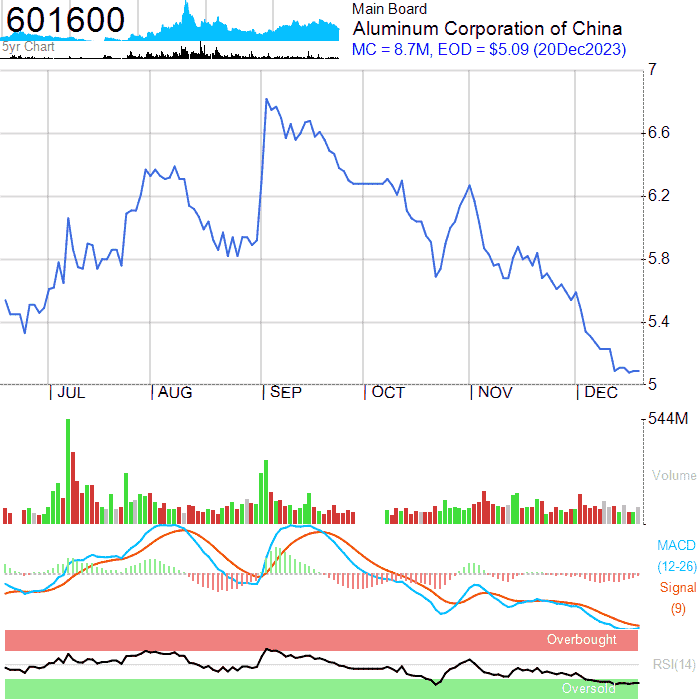 601600
5yr Chart
Main Board
Aluminum Corporation of China
MC = 8.7M, EOD = $5.09 (20Dec2023)
7
6.6
6.2
5.8
5.4
5
JUL AUG SEP OCT NOV DEC
544M
Volume
MACD
(12-26)
Signal
(9)
Overbought
RSI(14)
Oversold